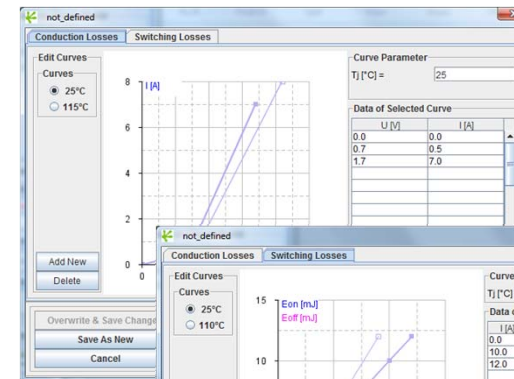 not_defined
Conduction Losses Switching Losses
Edit Curves
Curves
25°C
115°C
Add New
Delete
Save As New
Cancel
8
6
4
2
0
0
I [A]
Curve Parameter
Tj [°C] = 25
Data of Selected Curve
U [V] I [A]
0.0 0.0
0.7 0.5
1.7 7.0
Overwrite & Save
not_defined
Conduction Losses Switching Losses
Edit Curves
Curves
25°C
110°C
15
10
Eon [mJ]
Eoff [mJ]
Curve
Tj [°C]
Data
I [A]
0.0
10.0
12.0